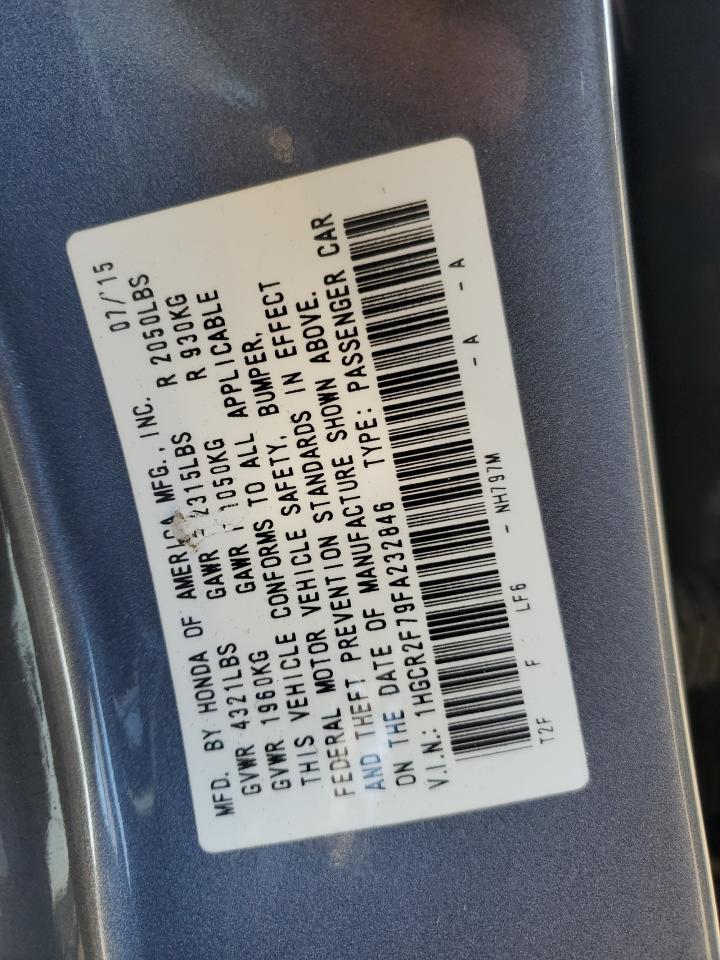 MFD. BY HONDA OF AMERICA MFG., INC. 07/'15
GVWR 4321LBS GAWR F 2315LBS R 2050LBS
GVWR 1960KG GAWR F 1050KG R 930KG
THIS VEHICLE CONFORMS TO ALL APPLICABLE
FEDERAL MOTOR VEHICLE SAFETY, BUMPER,
AND THEFT PREVENTION STANDARDS IN EFFECT
ON THE DATE OF MANUFACTURE SHOWN ABOVE.
V.I.N.: 1HGCR2F79FA232846 TYPE: PASSENGER CAR
T2F F LF6 - NH797M - A - A